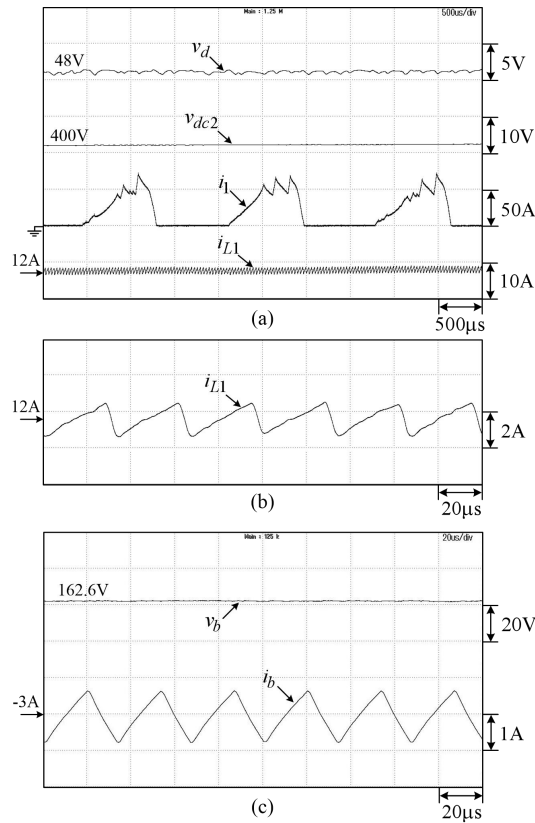 Main : 1.25 M
500us/div
48V
v_d
5V
400V
v_dc2
10V
i_1
50A
12A
i_L1
10A
500μs
(a)
12A
i_L1
2A
20μs
(b)
Main : 125 k
20us/div
162.6V
v_b
20V
-3A
i_b
1A
20μs
(c)